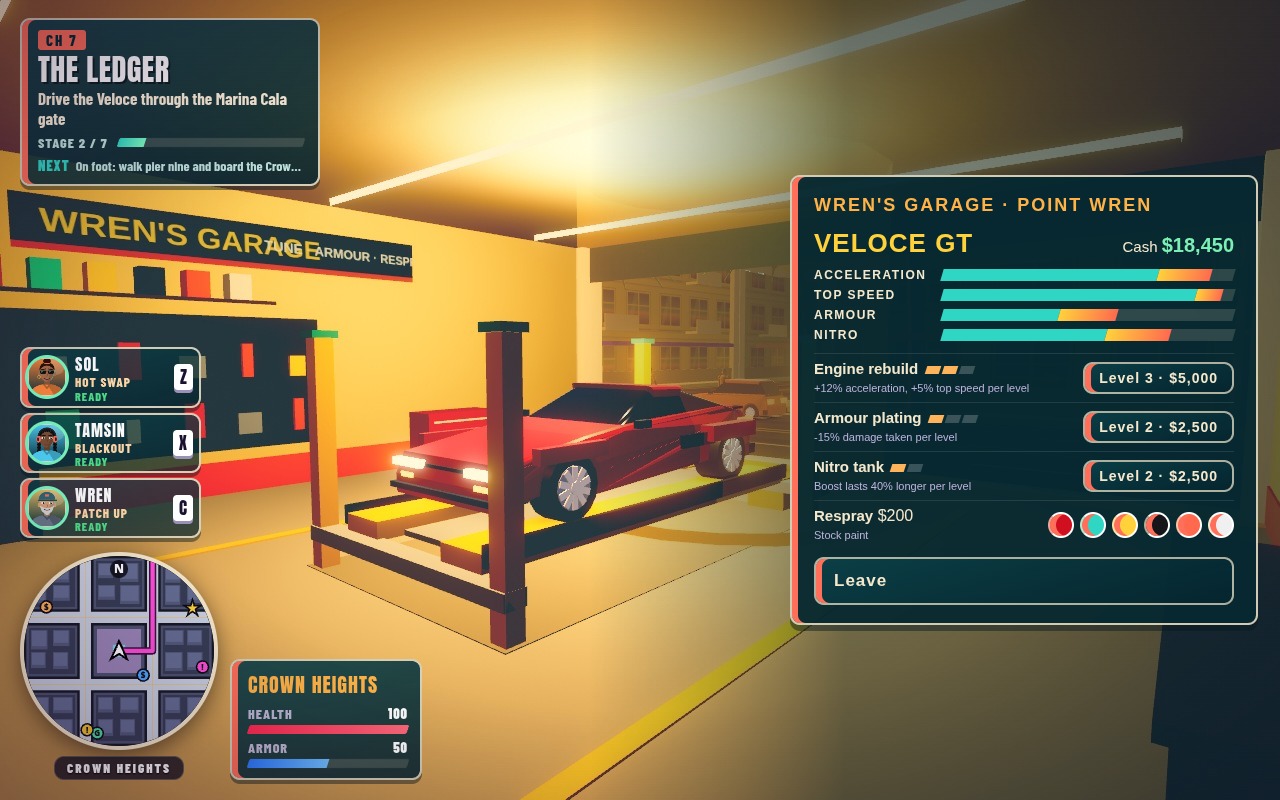 CH 7
THE LEDGER
Drive the Veloce through the Marina Cala
gate
STAGE 2 / 7
NEXT On foot: walk pier nine and board the Crow...
WREN'S GARAGE
TUNE ARMOUR · RESP
SOL
HOT SWAP
READY
Z
TAMSIN
BLACKOUT
READY
X
WREN
PATCH UP
READY
C
N
CROWN HEIGHTS
CROWN HEIGHTS
HEALTH 100
ARMOR 50
WREN'S GARAGE · POINT WREN
VELOCE GT
Cash $18,450
ACCELERATION
TOP SPEED
ARMOUR
NITRO
Engine rebuild
+12% acceleration, +5% top speed per level
Level 3 · $5,000
Armour plating
-15% damage taken per level
Level 2 · $2,500
Nitro tank
Boost lasts 40% longer per level
Level 2 · $2,500
Respray $200
Stock paint
Leave